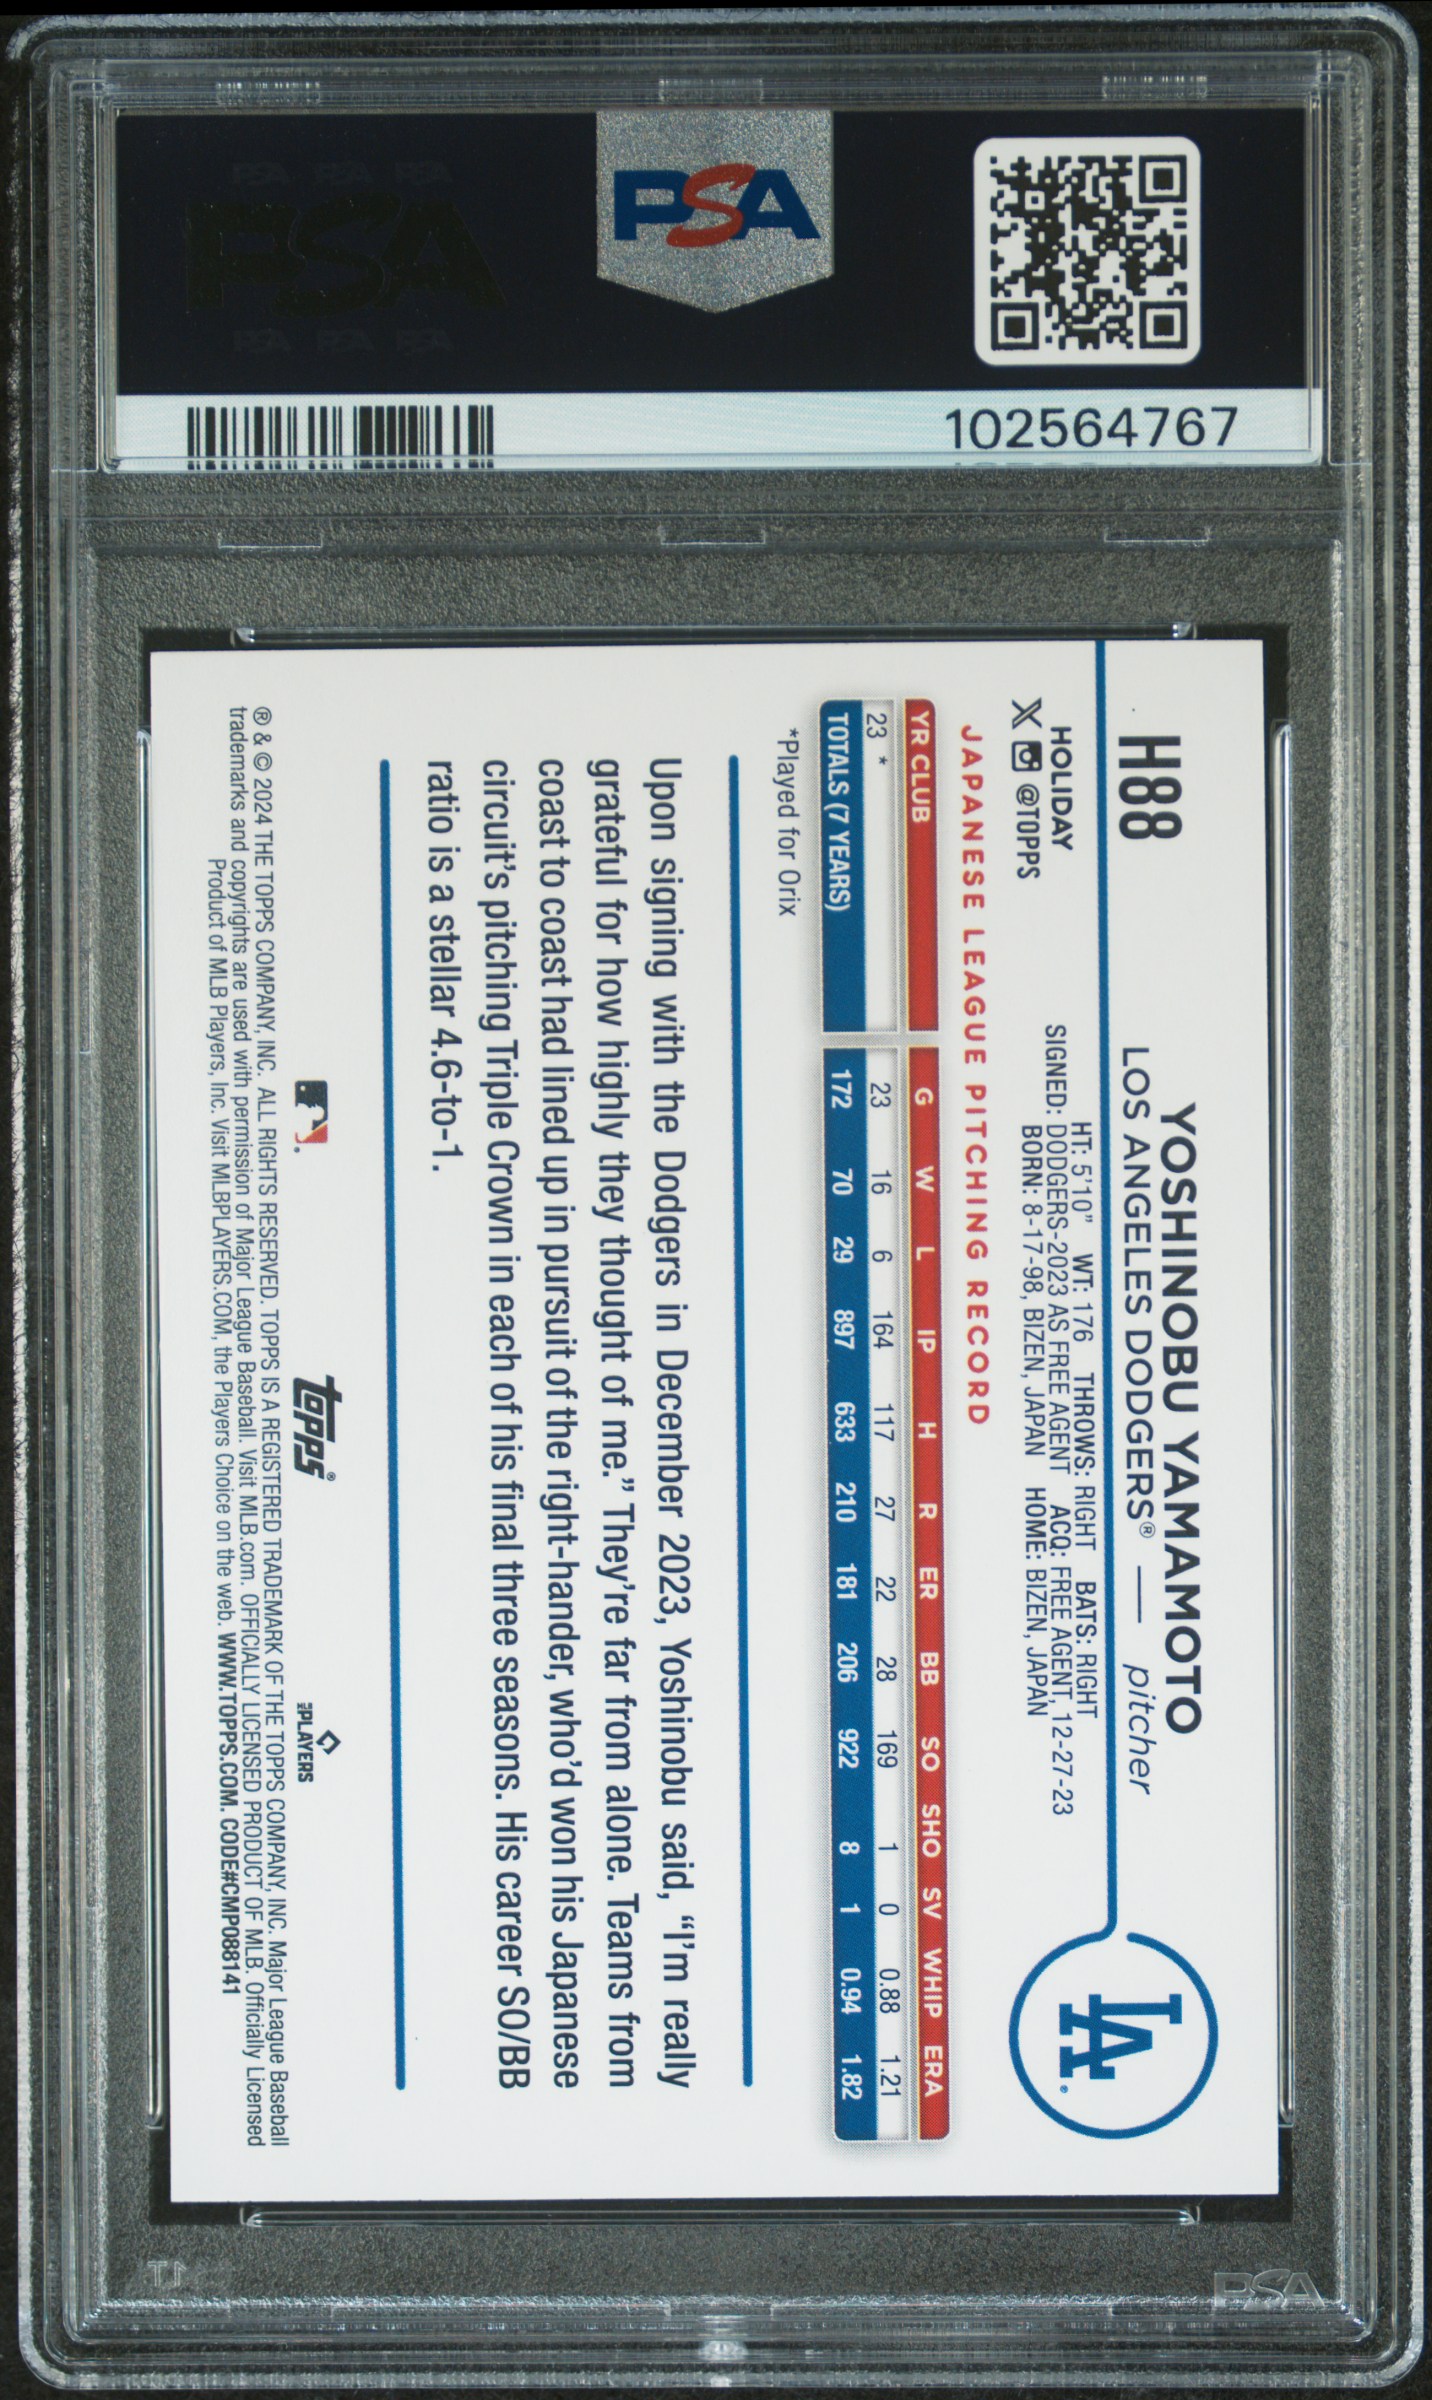 PSA PSA PSA
PSA
PSA PSA PSA
PSA
102564767
H88
YOSHINOBU YAMAMOTO
LOS ANGELES DODGERS® — pitcher
HOLIDAY
X @TOPPS
HT: 5'10" WT: 176 THROWS: RIGHT BATS: RIGHT
SIGNED: DODGERS-2023 AS FREE AGENT ACQ: FREE AGENT, 12-27-23
BORN: 8-17-98, BIZEN, JAPAN HOME: BIZEN, JAPAN
LA
JAPANESE LEAGUE PITCHING RECORD
YR CLUB G W L IP H R ER BB SO SHO SV WHIP ERA
23 * 23 16 6 164 117 27 22 28 169 1 0 0.88 1.21
TOTALS (7 YEARS) 172 70 29 897 633 210 181 206 922 8 1 0.94 1.82
*Played for Orix
Upon signing with the Dodgers in December 2023, Yoshinobu said, "I'm really
grateful for how highly they thought of me." They're far from alone. Teams from
coast to coast had lined up in pursuit of the right-hander, who'd won his Japanese
circuit's pitching Triple Crown in each of his final three seasons. His career SO/BB
ratio is a stellar 4.6-to-1.
topps®
MLB PLAYERS
® & © 2024 THE TOPPS COMPANY, INC. ALL RIGHTS RESERVED. TOPPS IS A REGISTERED TRADEMARK OF THE TOPPS COMPANY, INC. Major League Baseball
trademarks and copyrights are used with permission of Major League Baseball. Visit MLB.com. OFFICIALLY LICENSED PRODUCT OF MLB. Officially Licensed
Product of MLB Players, Inc. Visit MLBPLAYERS.COM, the Players Choice on the web. WWW.TOPPS.COM. CODE#CMP088141
PSA